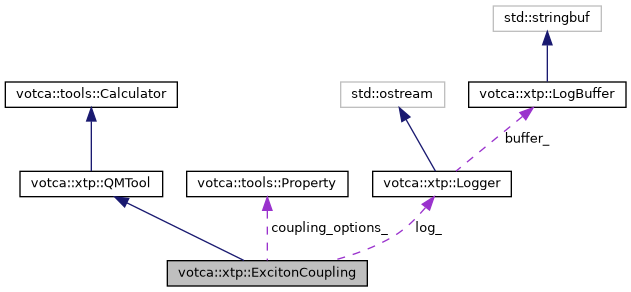 std::stringbuf
votca::tools::Calculator
std::ostream
votca::xtp::LogBuffer
buffer_
votca::xtp::QMTool
votca::tools::Property
votca::xtp::Logger
coupling_options_
log_
votca::xtp::ExcitonCoupling